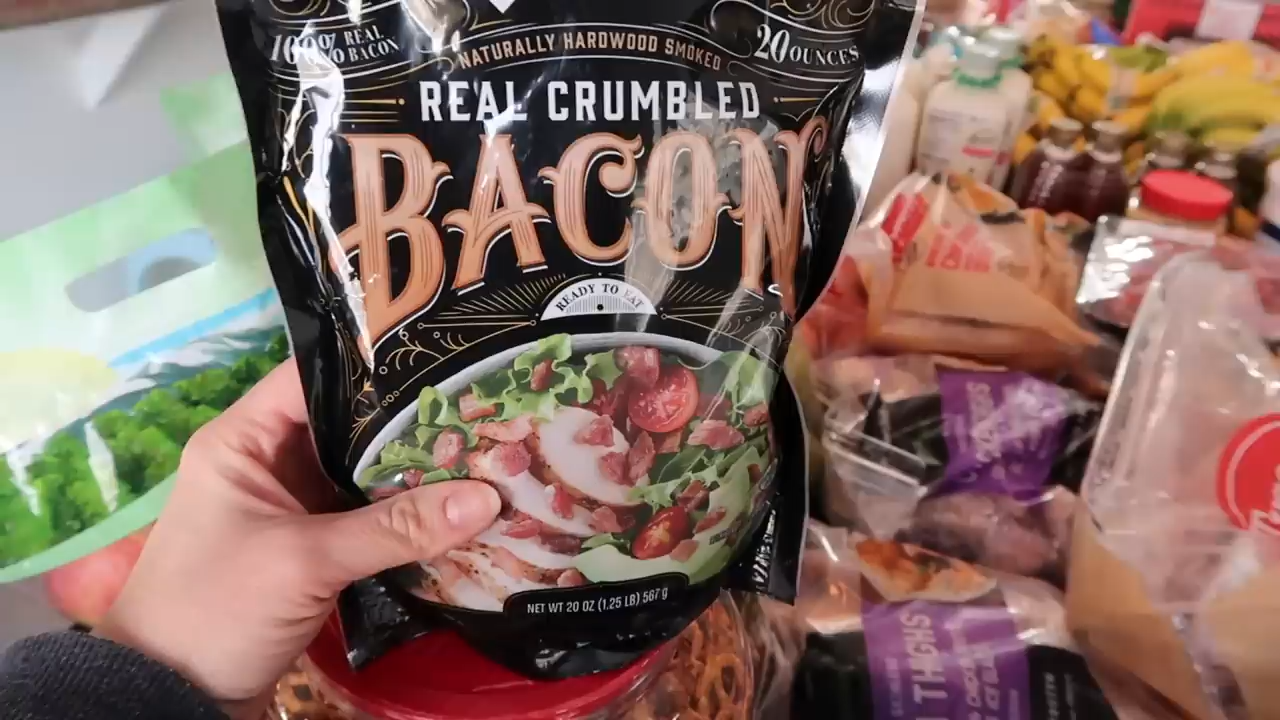 100% REAL BACON
NATURALLY HARDWOOD SMOKED
20 OUNCES
REAL CRUMBLED
BACON
READY TO EAT
NET WT 20 OZ (1.25 LB) 567 g
THIGHS